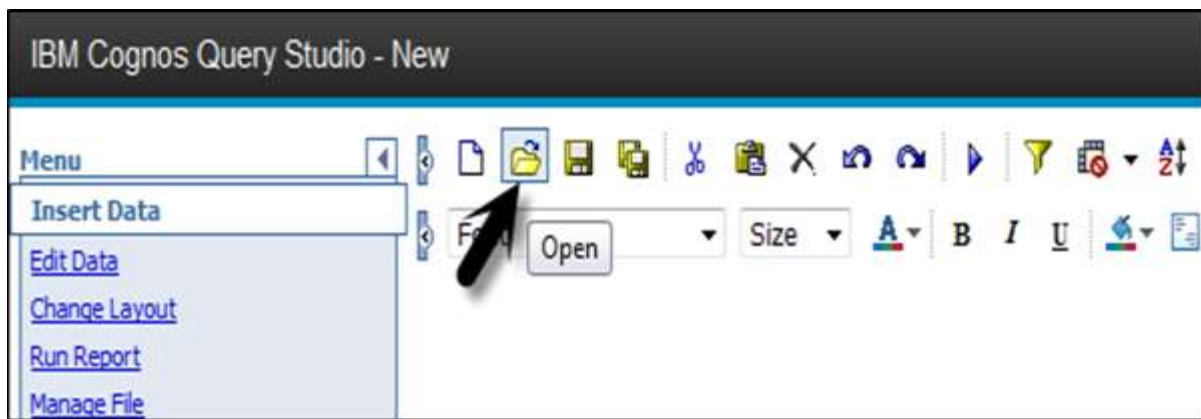 IBM Cognos Query Studio - New
Menu
Insert Data
Edit Data
Change Layout
Run Report
Manage File
Open
Size
A B I U